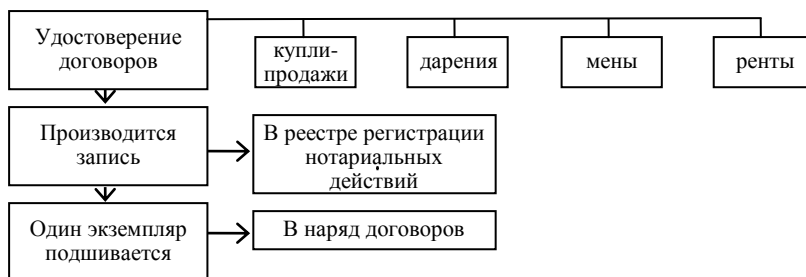 Удостоверение
договоров
купли-
продажи
дарения
мены
ренты
Производится
запись
В реестре регистрации
нотариальных
действий
Один экземпляр
подшивается
В наряд договоров